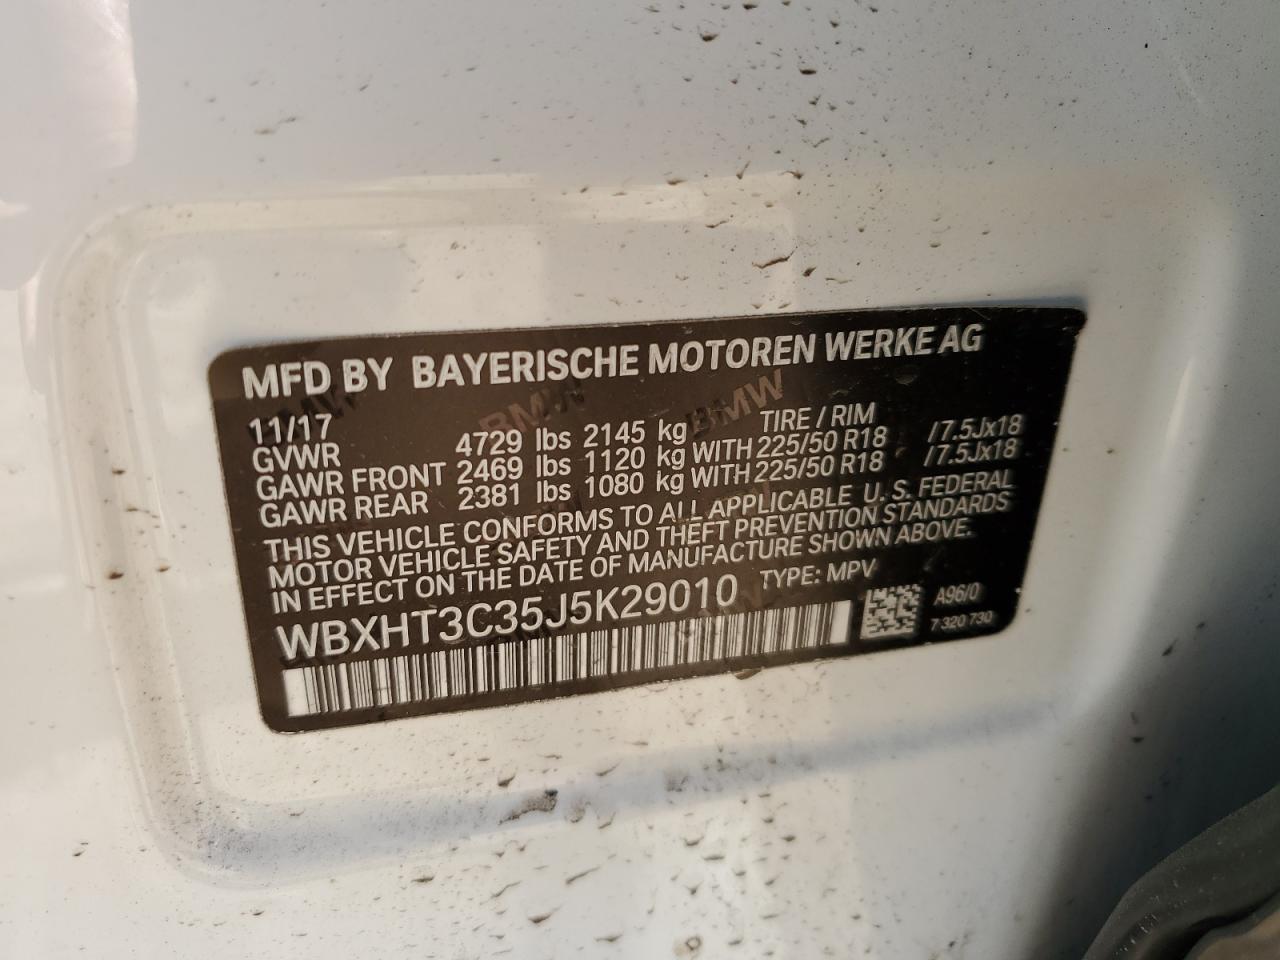 MFD BY BAYERISCHE MOTOREN WERKE AG
11/17 TIRE / RIM
GVWR 4729 lbs 2145 kg
GAWR FRONT 2469 lbs 1120 kg WITH 225/50 R18 /7.5Jx18
GAWR REAR 2381 lbs 1080 kg WITH 225/50 R18 /7.5Jx18
THIS VEHICLE CONFORMS TO ALL APPLICABLE U. S. FEDERAL
MOTOR VEHICLE SAFETY AND THEFT PREVENTION STANDARDS
IN EFFECT ON THE DATE OF MANUFACTURE SHOWN ABOVE.
WBXHT3C35J5K29010 TYPE: MPV
A96/0
7 320 730